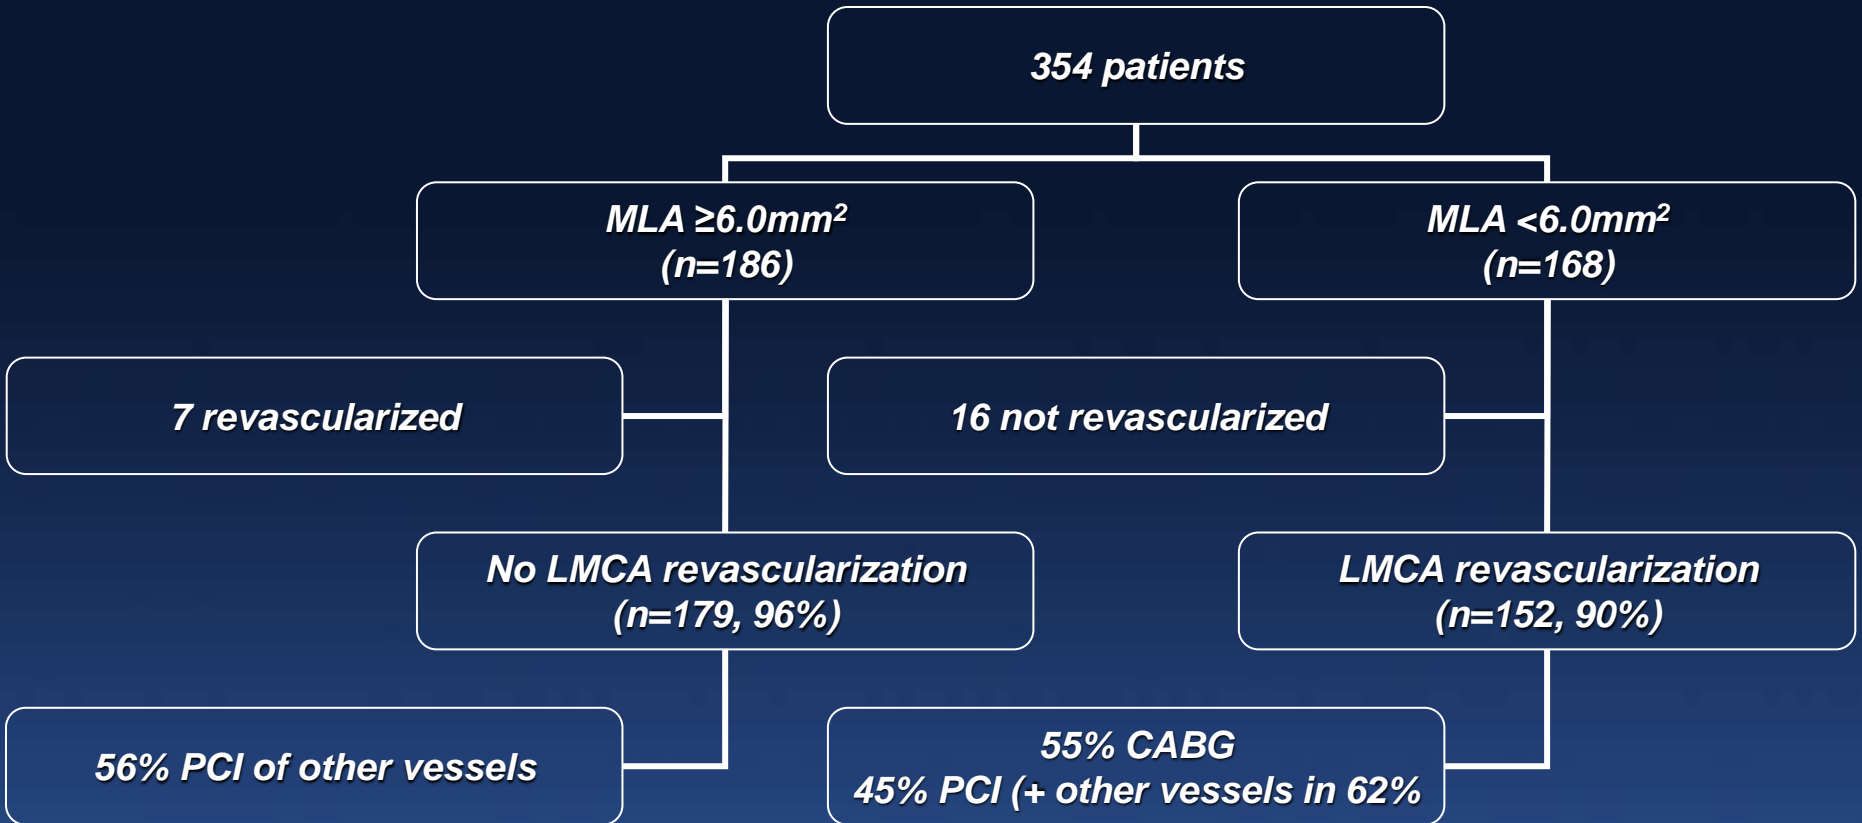 354 patients
MLA ≥6.0mm²
(n=186)
MLA <6.0mm²
(n=168)
7 revascularized
16 not revascularized
No LMCA revascularization
(n=179, 96%)
LMCA revascularization
(n=152, 90%)
56% PCI of other vessels
55% CABG
45% PCI (+ other vessels in 62%